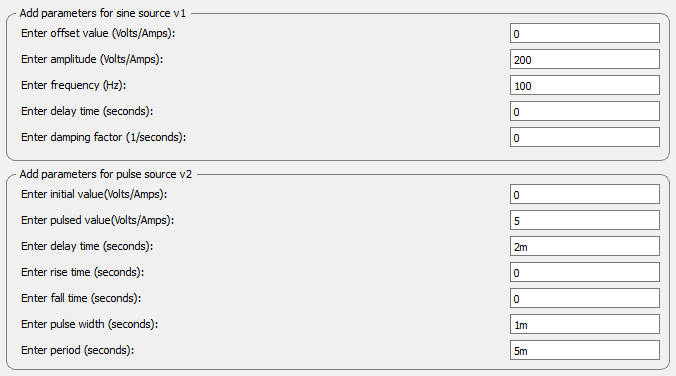 Add parameters for sine source v1
Enter offset value (Volts/Amps): 0
Enter amplitude (Volts/Amps): 200
Enter frequency (Hz): 100
Enter delay time (seconds): 0
Enter damping factor (1/seconds): 0
Add parameters for pulse source v2
Enter initial value(Volts/Amps): 0
Enter pulsed value(Volts/Amps): 5
Enter delay time (seconds): 2m
Enter rise time (seconds): 0
Enter fall time (seconds): 0
Enter pulse width (seconds): 1m
Enter period (seconds): 5m